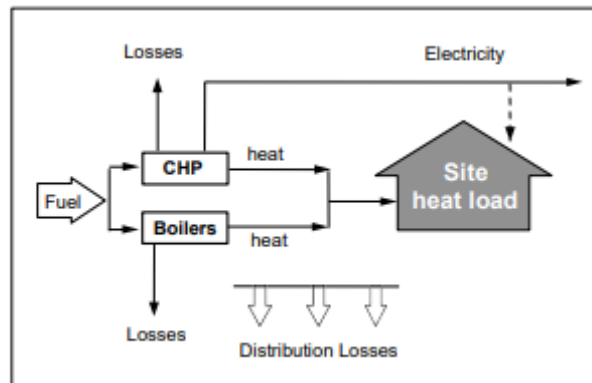 Losses
Electricity
heat
CHP
Site
heat load
Fuel
Boilers
heat
Losses
Distribution Losses